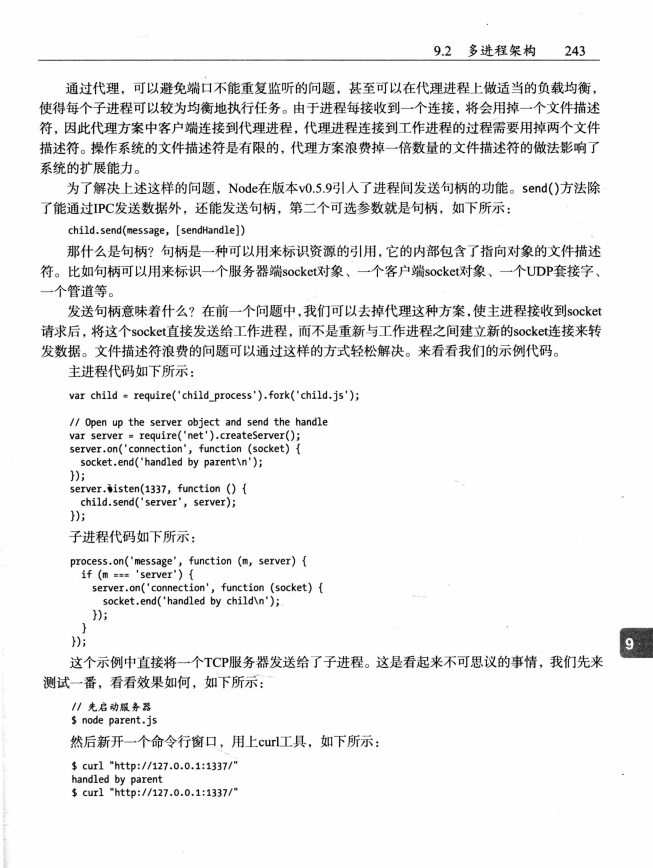 9.2 多进程架构 243
通过代理，可以避免端口不能重复监听的问题，甚至可以在代理进程上做适当的负载均衡，
使得每个子进程可以较为均衡地执行任务。由于进程每接收到一个连接，将会用掉一个文件描述
符，因此代理方案中客户端连接到代理进程，代理进程连接到工作进程的过程需要用掉两个文件
描述符。操作系统的文件描述符是有限的，代理方案浪费掉一倍数量的文件描述符的做法影响了
系统的扩展能力。
为了解决上述这样的问题，Node在版本v0.5.9引入了进程间发送句柄的功能。send()方法除
了能通过IPC发送数据外，还能发送句柄，第二个可选参数就是句柄，如下所示：
child.send(message, [sendHandle])
那什么是句柄？句柄是一种可以用来标识资源的引用，它的内部包含了指向对象的文件描述
符。比如句柄可以用来标识一个服务器端socket对象、一个客户端socket对象、一个UDP套接字、
一个管道等。
发送句柄意味着什么？在前一个问题中，我们可以去掉代理这种方案，使主进程接收到socket
请求后，将这个socket直接发送给工作进程，而不是重新与工作进程之间建立新的socket连接来转
发数据。文件描述符浪费的问题可以通过这样的方式轻松解决。来看看我们的示例代码。
主进程代码如下所示：
var child = require('child_process').fork('child.js');
// Open up the server object and send the handle
var server = require('net').createServer();
server.on('connection', function (socket) {
socket.end('handled by parent\n');
});
server.listen(1337, function () {
child.send('server', server);
});
子进程代码如下所示：
process.on('message', function (m, server) {
if (m === 'server') {
server.on('connection', function (socket) {
socket.end('handled by child\n');
});
}
});
9
这个示例中直接将一个TCP服务器发送给了子进程。这是看起来不可思议的事情，我们先来
测试一番，看看效果如何，如下所示：
// 先启动服务器
$ node parent.js
然后新开一个命令行窗口，用上curl工具，如下所示：
$ curl "http://127.0.0.1:1337/"
handled by parent
$ curl "http://127.0.0.1:1337/"